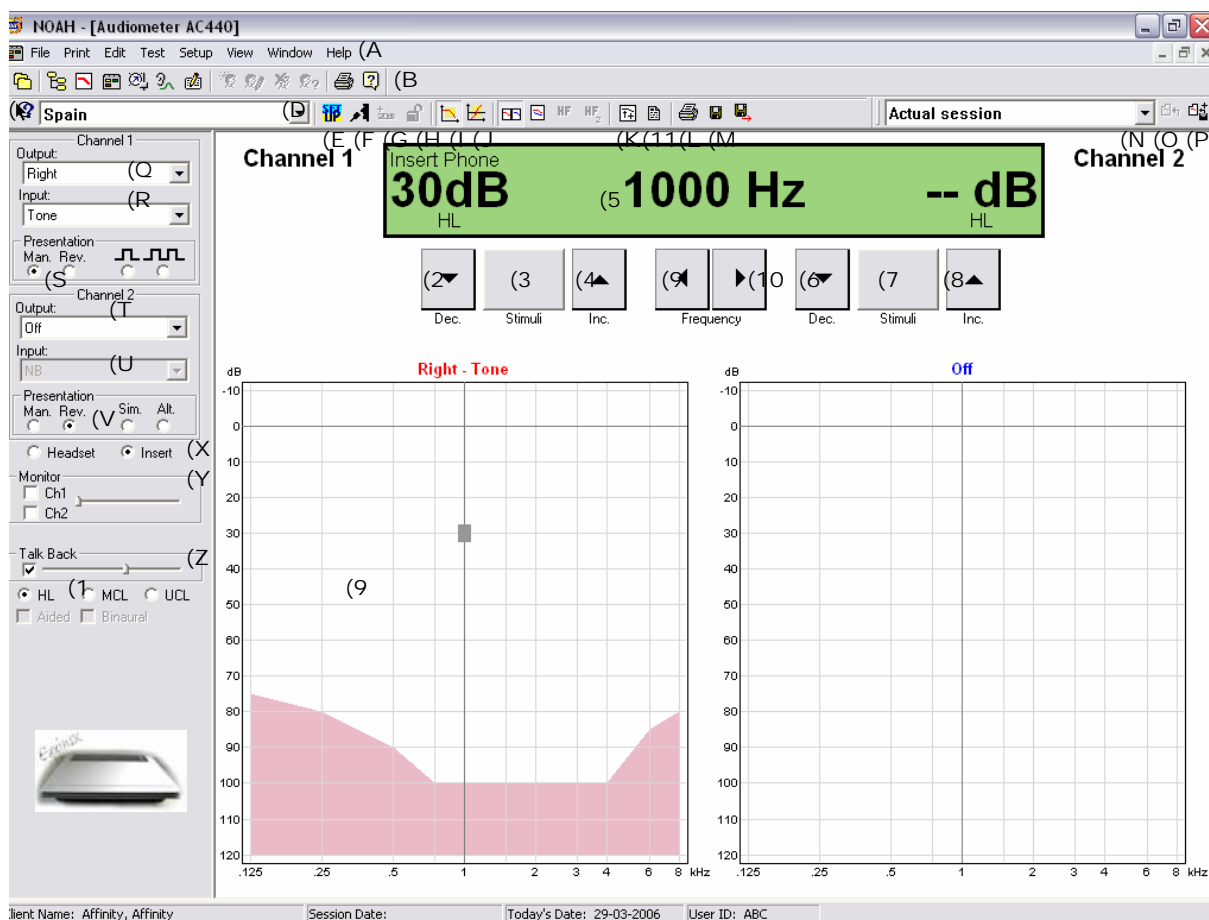 NOAH - [Audiometer AC440]
File Print Edit Test Setup View Window Help (A
(B
Spain (D Actual session
(E (F (G (H (I (J (K (11 (L (M (N (O (P
Channel 1
Output:
Right (Q
Input: (R
Tone
Presentation
Man. Rev.
(S
Channel 2
Output: (T
Off
Input:
NB (U
Presentation
Man. Rev. (V Sim. Alt.
Headset Insert (X
Monitor (Y
Ch1
Ch2
Talk Back (Z
HL (1 MCL UCL
Aided Binaural
Channel 1
Insert Phone
30dB (5 1000 Hz -- dB
HL HL
Channel 2
(2 (3 (4 (9 (10 (6 (7 (8
Dec. Stimuli Inc. Frequency Dec. Stimuli Inc.
dB Right - Tone
-10
0
10
20
30
40
(9
50
60
70
80
90
100
110
120
.125 .25 .5 1 2 3 4 6 8 kHz
dB Off
-10
0
10
20
30
40
50
60
70
80
90
100
110
120
.125 .25 .5 1 2 3 4 6 8 kHz
Client Name: Affinity, Affinity Session Date: Today's Date: 29-03-2006 User ID: ABC